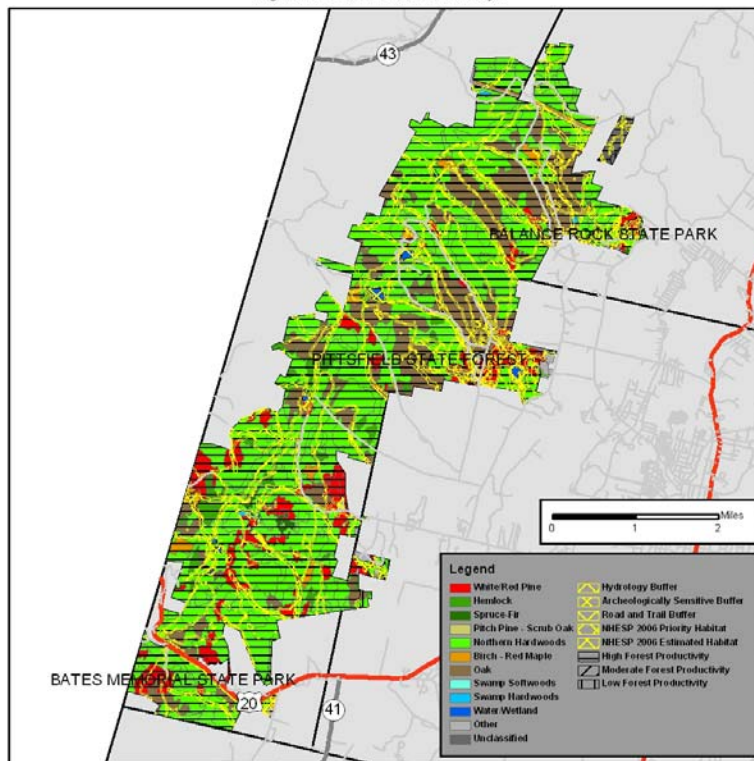 43
BALANCE ROCK STATE PARK
PITTSFIELD STATE FOREST
Miles
0 1 2
BATES MEMORIAL STATE PARK
20
41
Legend
White/Red Pine
Hemlock
Spruce-Fir
Pitch Pine - Scrub Oak
Northern Hardwoods
Birch - Red Maple
Oak
Swamp Softwoods
Swamp Hardwoods
Water/Wetland
Other
Unclassified
Hydrology Buffer
Archeologically Sensitive Buffer
Road and Trail Buffer
NHESP 2006 Priority Habitat
NHESP 2006 Estimated Habitat
High Forest Productivity
Moderate Forest Productivity
Low Forest Productivity